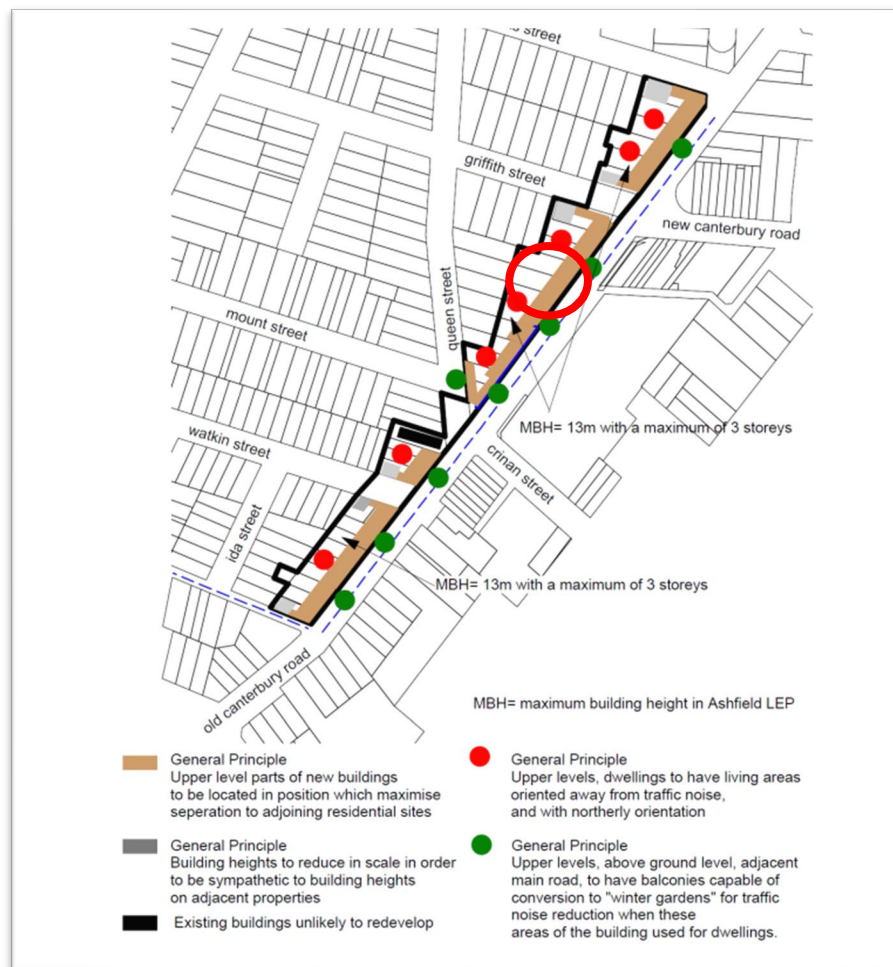 street
griffith street
new canterbury road
queen street
mount street
MBH= 13m with a maximum of 3 storeys
watkin street
crinan street
ida street
MBH= 13m with a maximum of 3 storeys
old canterbury road
MBH= maximum building height in Ashfield LEP
General Principle
Upper level parts of new buildings
to be located in position which maximise
seperation to adjoining residential sites
General Principle
Upper levels, dwellings to have living areas
oriented away from traffic noise,
and with northerly orientation
General Principle
Building heights to reduce in scale in order
to be sympathetic to building heights
on adjacent properties
General Principle
Upper levels, above ground level, adjacent
main road, to have balconies capable of
conversion to "winter gardens" for traffic
noise reduction when these
areas of the building used for dwellings.
Existing buildings unlikely to redevelop